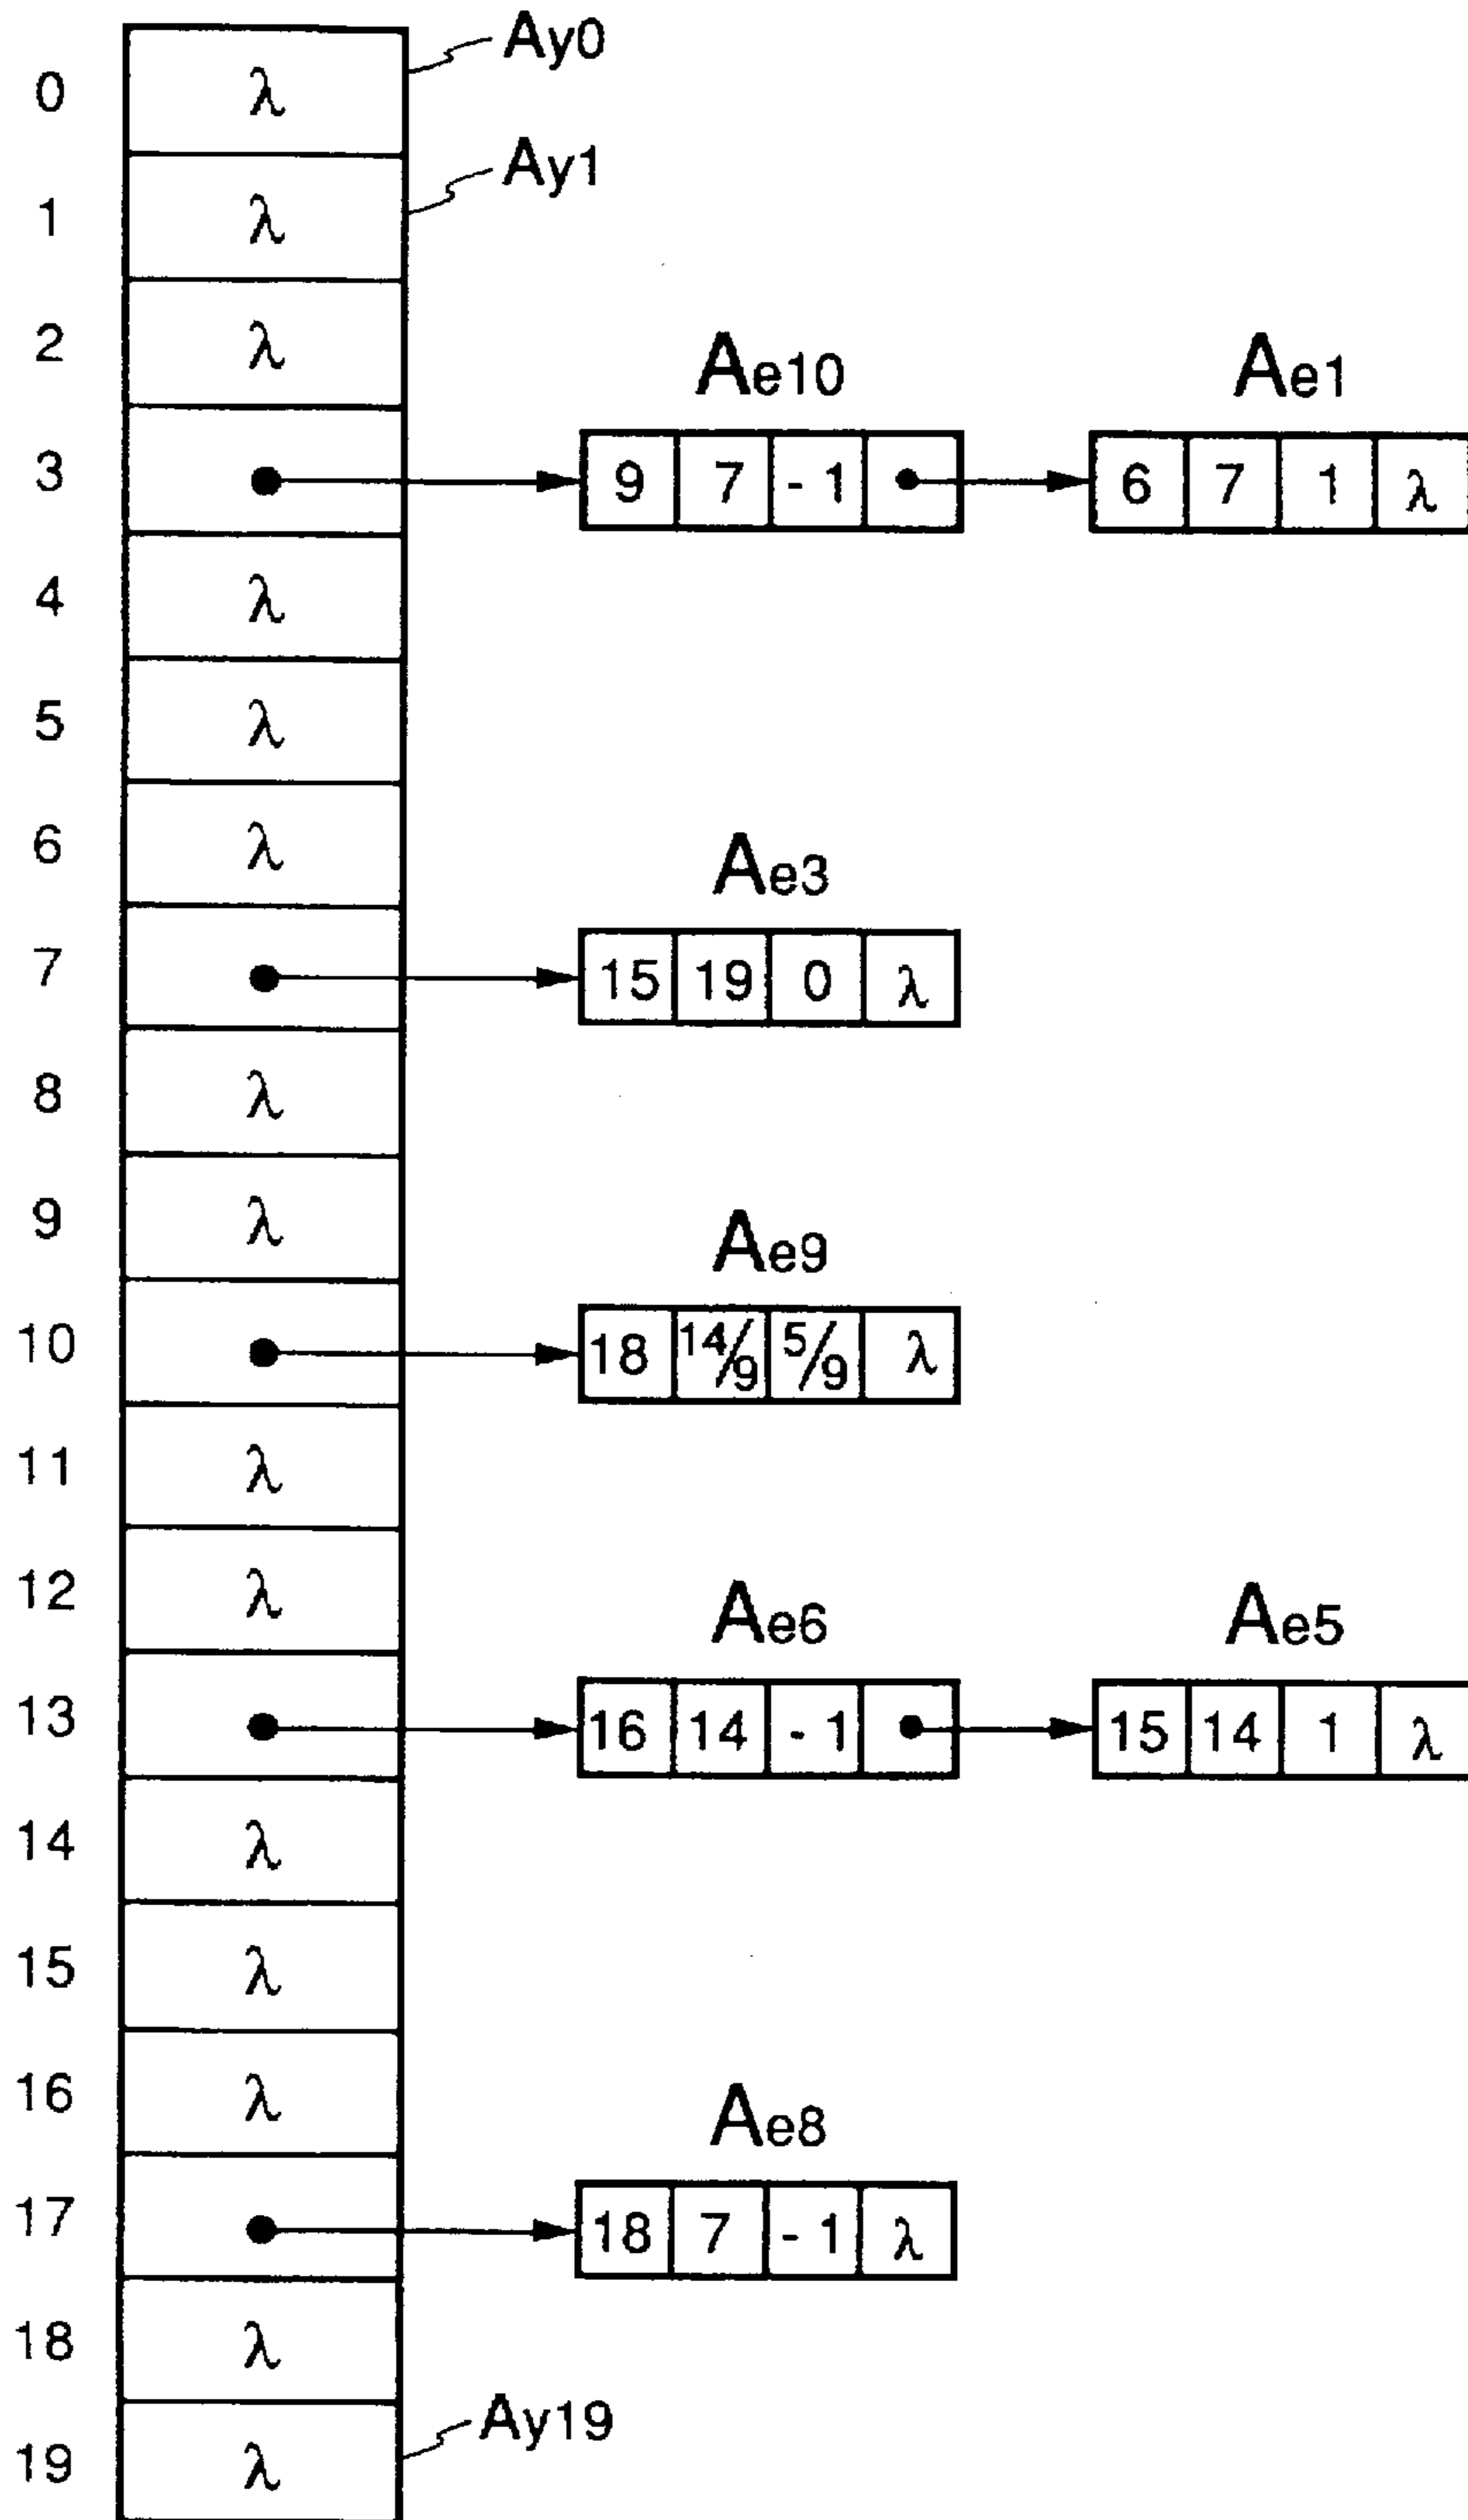 Ay0
0 λ
Ay1
1 λ
2 λ
Ae10 Ae1
3 9 7 -1 6 7 1 λ
4 λ
5 λ
6 λ
Ae3
7 15 19 0 λ
8 λ
9 λ
Ae9
10 18 14/9 5/9 λ
11 λ
12 λ
Ae6 Ae5
13 16 14 -1 15 14 1 λ
14 λ
15 λ
16 λ
Ae8
17 18 7 -1 λ
18 λ
Ay19
19 λ